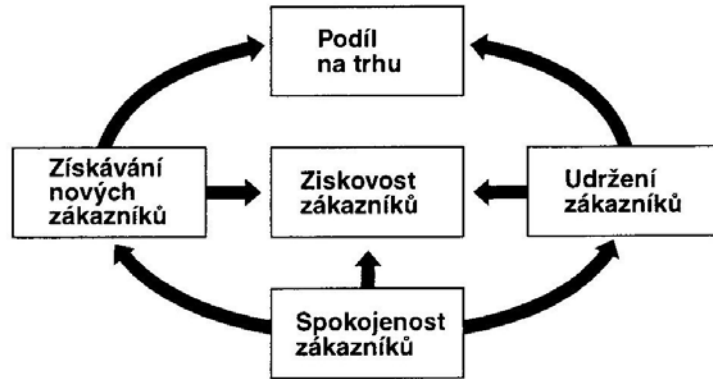 Podíl
na trhu
Získávání
nových
zákazníků
Ziskovost
zákazníků
Udržení
zákazníků
Spokojenost
zákazníků